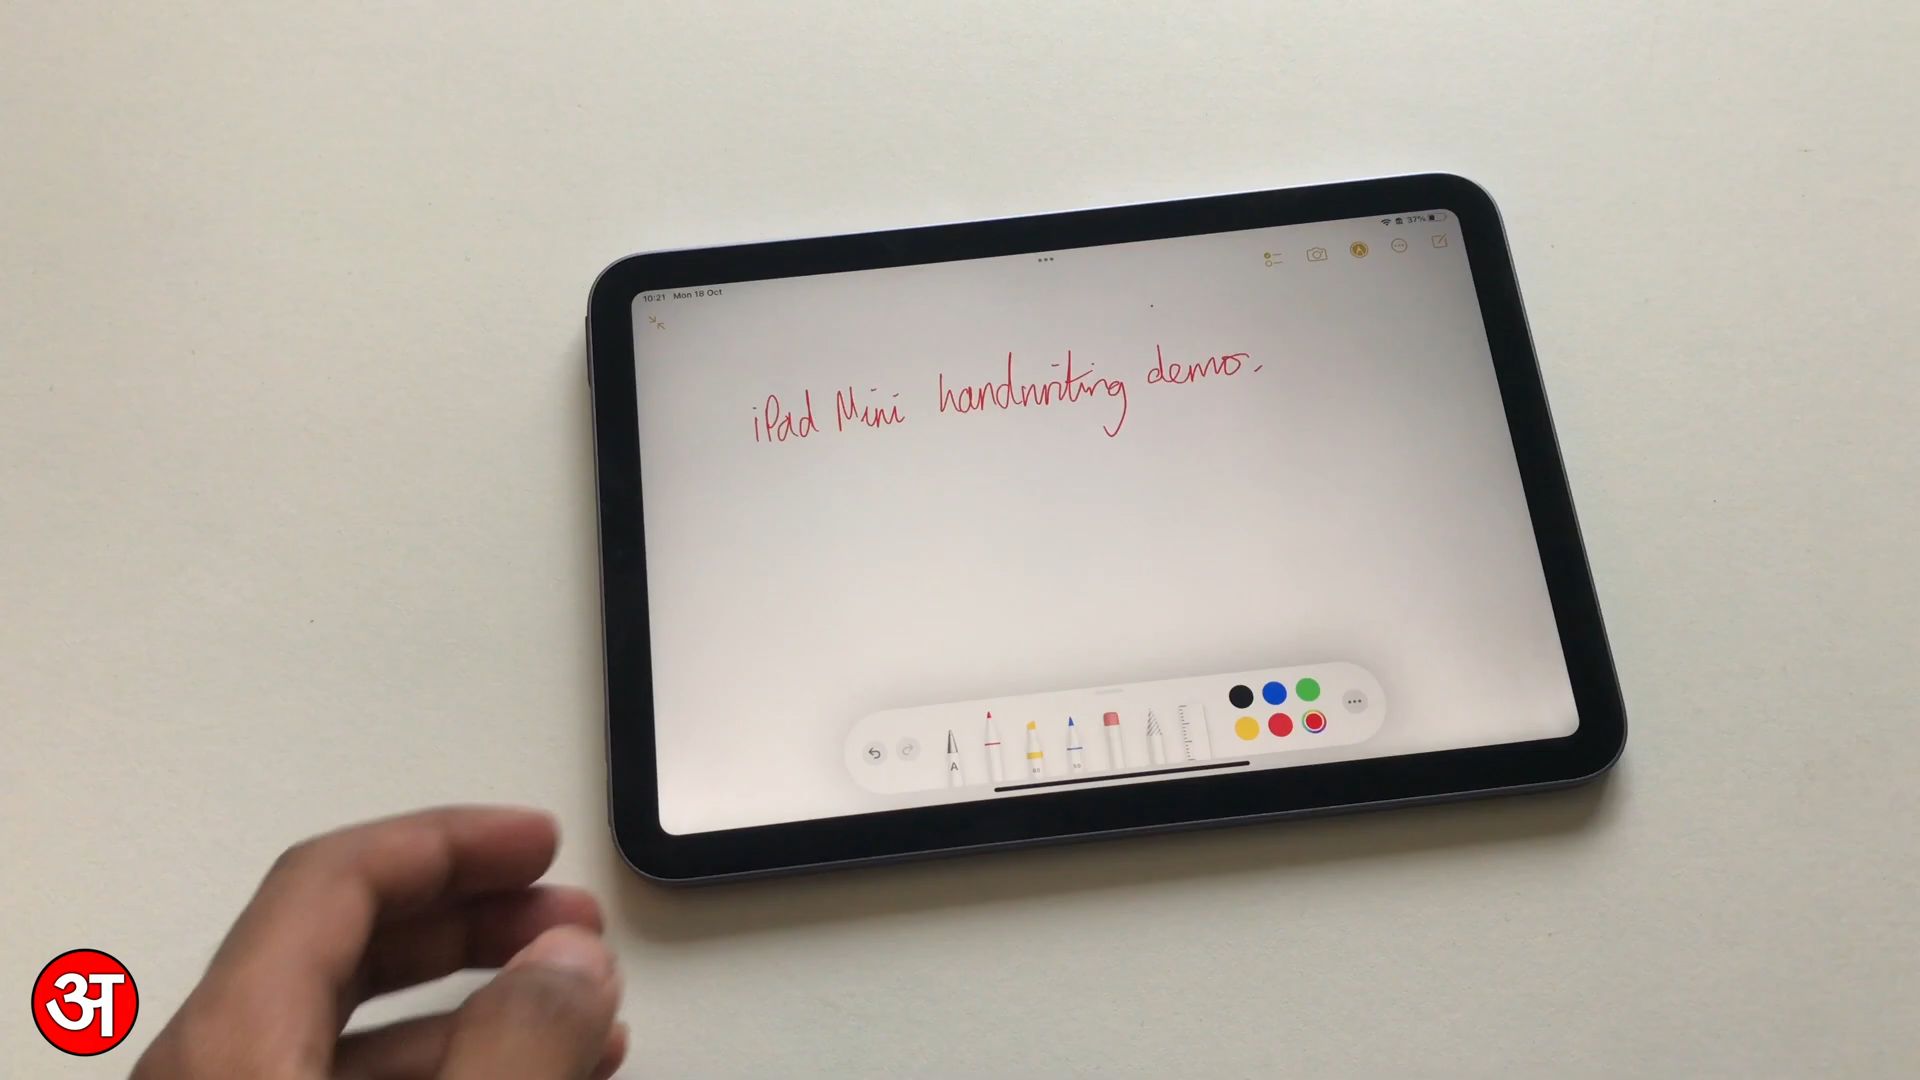 37%
10:21 Mon 18 Oct
iPad Mini handwriting demo.
A
अ